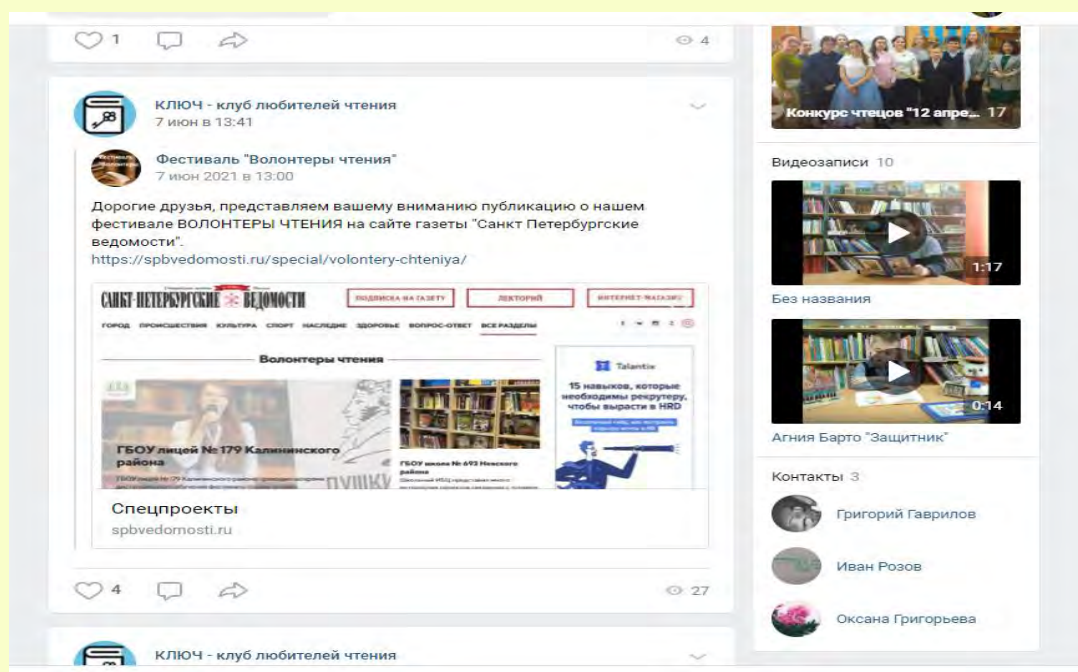 1
4
КЛЮЧ - клуб любителей чтения
7 июн в 13:41
Фестиваль "Волонтеры чтения"
7 июн 2021 в 13:00
Дорогие друзья, представляем вашему вниманию публикацию о нашем
фестивале ВОЛОНТЕРЫ ЧТЕНИЯ на сайте газеты "Санкт Петербургские
ведомости".
https://spbvedomosti.ru/special/volontery-chteniya/
САНКТ-ПЕТЕРБУРГСКИЕ ВЕДОМОСТИ
ПОДПИСКА НА ГАЗЕТУ
ЛЕКТОРИЙ
ИНТЕРНЕТ-МАГАЗИН
ГОРОД ПРОИСШЕСТВИЯ КУЛЬТУРА СПОРТ НАСЛЕДИЕ ЗДОРОВЬЕ ВОПРОС-ОТВЕТ ВСЕ РАЗДЕЛЫ
Волонтеры чтения
ГБОУ лицей № 179 Калининского
района
ПУШКИ
ГБОУ школа № 693 Невского
района
Talantix
15 навыков, которые
необходимы рекрутеру,
чтобы вырасти в HRD
Спецпроекты
spbvedomosti.ru
4
27
КЛЮЧ - клуб любителей чтения
Конкурс чтецов "12 апре... 17
Видеозаписи 10
1:17
Без названия
0:14
Агния Барто "Защитник"
Контакты 3
Григорий Гаврилов
Иван Розов
Оксана Григорьева